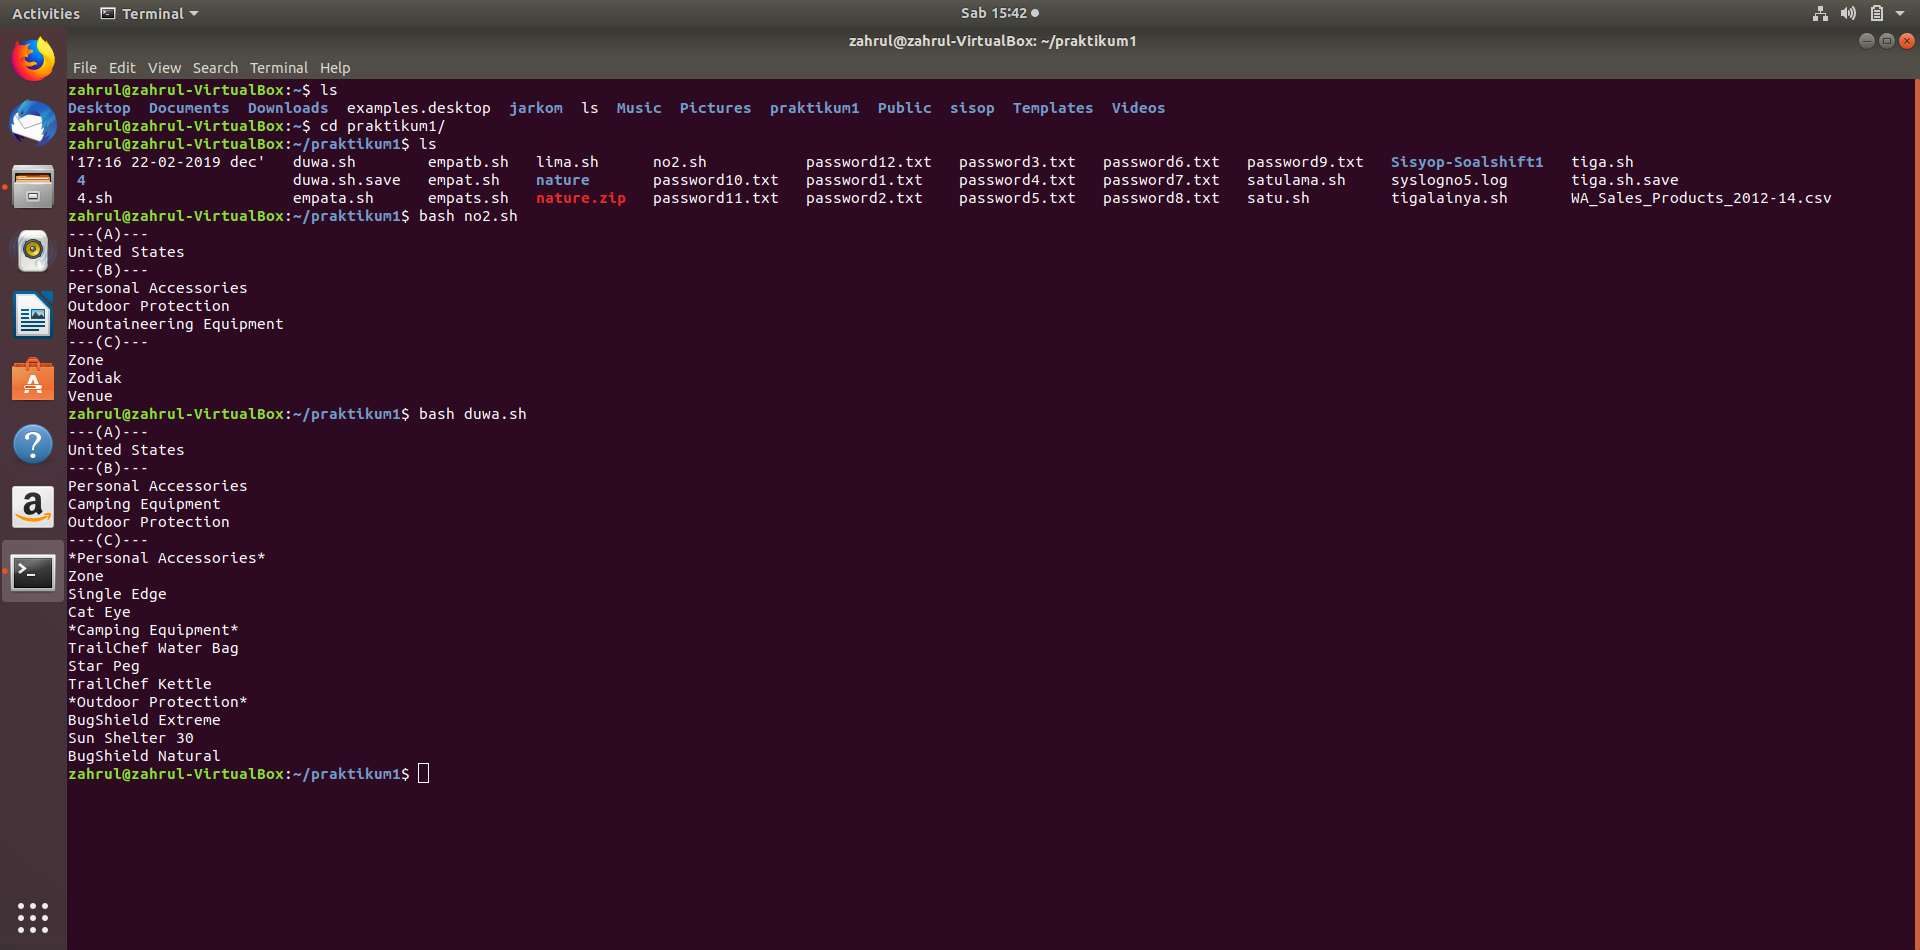 Activities Terminal Sab 15:42
zahrul@zahrul-VirtualBox: ~/praktikum1
File Edit View Search Terminal Help
zahrul@zahrul-VirtualBox:~$ ls
Desktop Documents Downloads examples.desktop jarkom ls Music Pictures praktikum1 Public sisop Templates Videos
zahrul@zahrul-VirtualBox:~$ cd praktikum1/
zahrul@zahrul-VirtualBox:~/praktikum1$ ls
'17:16 22-02-2019 dec' duwa.sh empatb.sh lima.sh no2.sh password12.txt password3.txt password6.txt password9.txt Sisyop-Soalshift1 tiga.sh
4 duwa.sh.save empat.sh nature password10.txt password1.txt password4.txt password7.txt satulama.sh syslogno5.log tiga.sh.save
4.sh empata.sh empats.sh nature.zip password11.txt password2.txt password5.txt password8.txt satu.sh tigalainya.sh WA_Sales_Products_2012-14.csv
zahrul@zahrul-VirtualBox:~/praktikum1$ bash no2.sh
---(A)---
United States
---(B)---
Personal Accessories
Outdoor Protection
Mountaineering Equipment
---(C)---
Zone
Zodiak
Venue
zahrul@zahrul-VirtualBox:~/praktikum1$ bash duwa.sh
---(A)---
United States
---(B)---
Personal Accessories
Camping Equipment
Outdoor Protection
---(C)---
*Personal Accessories*
Zone
Single Edge
Cat Eye
*Camping Equipment*
TrailChef Water Bag
Star Peg
TrailChef Kettle
*Outdoor Protection*
BugShield Extreme
Sun Shelter 30
BugShield Natural
zahrul@zahrul-VirtualBox:~/praktikum1$